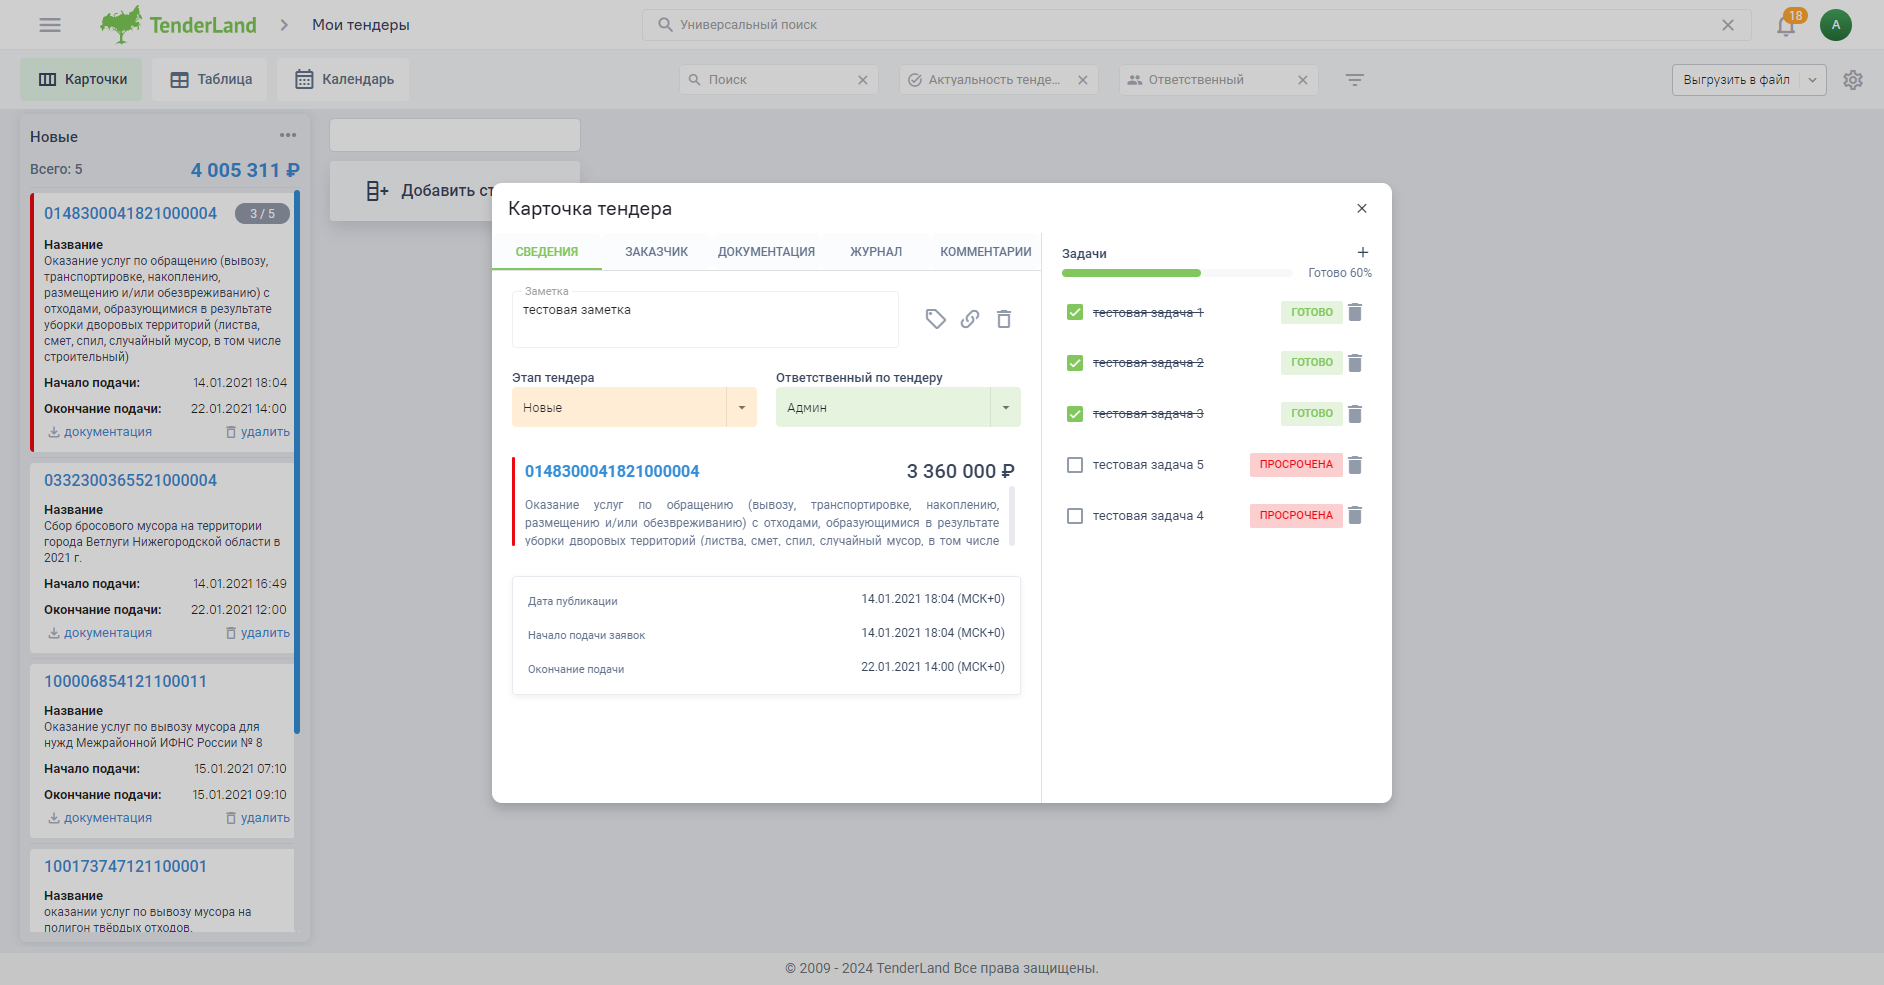 TenderLand
Мои тендеры
Универсальный поиск
18
А
Карточки
Таблица
Календарь
Поиск
Актуальность тенде...
Ответственный
Выгрузить в файл
Новые
Всего: 5
4 005 311 ₽
0148300041821000004
3 / 5
Название
Оказание услуг по обращению (вывозу,
транспортировке, накоплению,
размещению и/или обезвреживанию) с
отходами, образующимися в результате
уборки дворовых территорий (листва,
смет, спил, случайный мусор, в том числе
строительный)
Начало подачи: 14.01.2021 18:04
Окончание подачи: 22.01.2021 14:00
документация
удалить
0332300365521000004
Название
Сбор бросового мусора на территории
города Ветлуги Нижегородской области в
2021 г.
Начало подачи: 14.01.2021 16:49
Окончание подачи: 22.01.2021 12:00
документация
удалить
100006854121100011
Название
Оказание услуг по вывозу мусора для
нужд Межрайонной ИФНС России № 8
Начало подачи: 15.01.2021 07:10
Окончание подачи: 15.01.2021 09:10
документация
удалить
100173747121100001
Название
оказании услуг по вывозу мусора на
полигон твёрдых отходов.
Добавить ст
Карточка тендера
СВЕДЕНИЯ
ЗАКАЗЧИК
ДОКУМЕНТАЦИЯ
ЖУРНАЛ
КОММЕНТАРИИ
Заметка
тестовая заметка
Этап тендера
Новые
Ответственный по тендеру
Админ
0148300041821000004
3 360 000 ₽
Оказание услуг по обращению (вывозу, транспортировке, накоплению,
размещению и/или обезвреживанию) с отходами, образующимися в результате
уборки дворовых территорий (листва, смет, спил, случайный мусор, в том числе
Дата публикации 14.01.2021 18:04 (МСК+0)
Начало подачи заявок 14.01.2021 18:04 (МСК+0)
Окончание подачи 22.01.2021 14:00 (МСК+0)
Задачи
Готово 60%
тестовая задача 1 ГОТОВО
тестовая задача 2 ГОТОВО
тестовая задача 3 ГОТОВО
тестовая задача 5 ПРОСРОЧЕНА
тестовая задача 4 ПРОСРОЧЕНА
© 2009 - 2024 TenderLand Все права защищены.